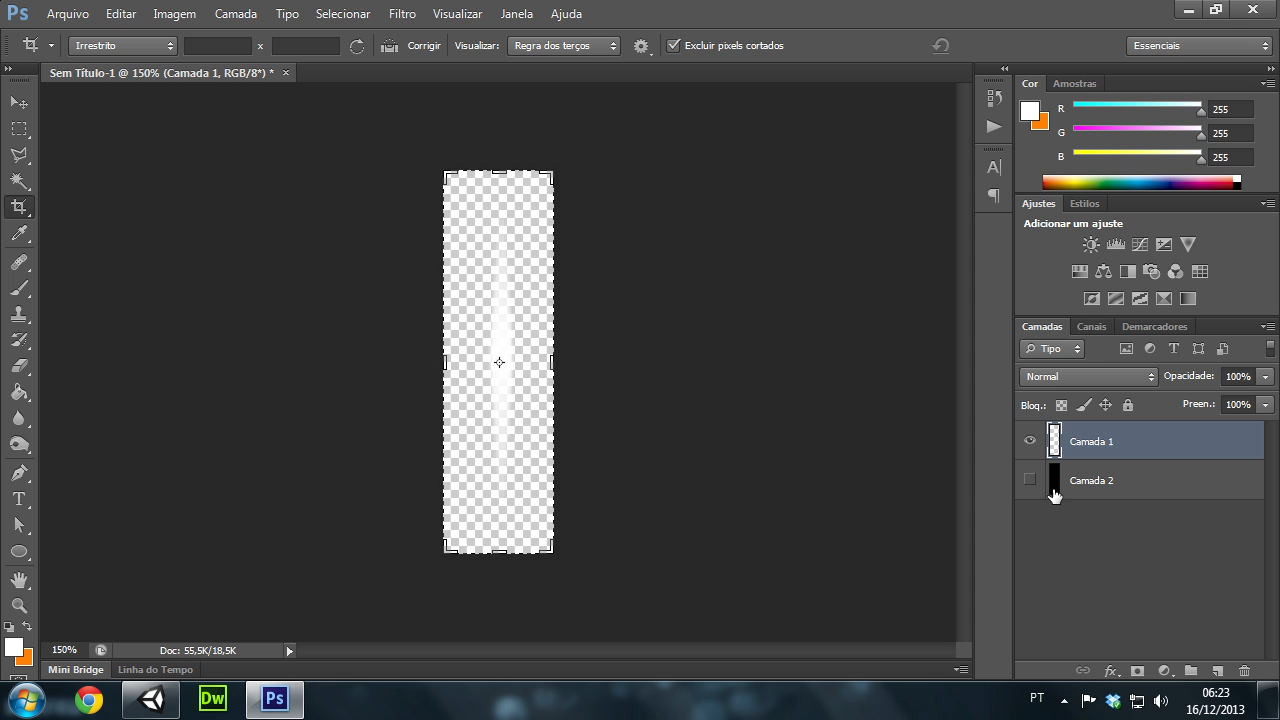 Ps Arquivo Editar Imagem Camada Tipo Selecionar Filtro Visualizar Janela Ajuda
Irrestrito x Corrigir Visualizar: Regra dos terços Excluir pixels cortados Essenciais
Sem Título-1 @ 150% (Camada 1, RGB/8*) * ×
Cor Amostras
R 255
G 255
B 255
Ajustes Estilos
Adicionar um ajuste
Camadas Canais Demarcadores
Tipo
Normal Opacidade: 100%
Bloq.: Preen.: 100%
Camada 1
Camada 2
150% Doc: 55,5K/18,5K
Mini Bridge Linha do Tempo
Dw Ps PT 06:23
16/12/2013